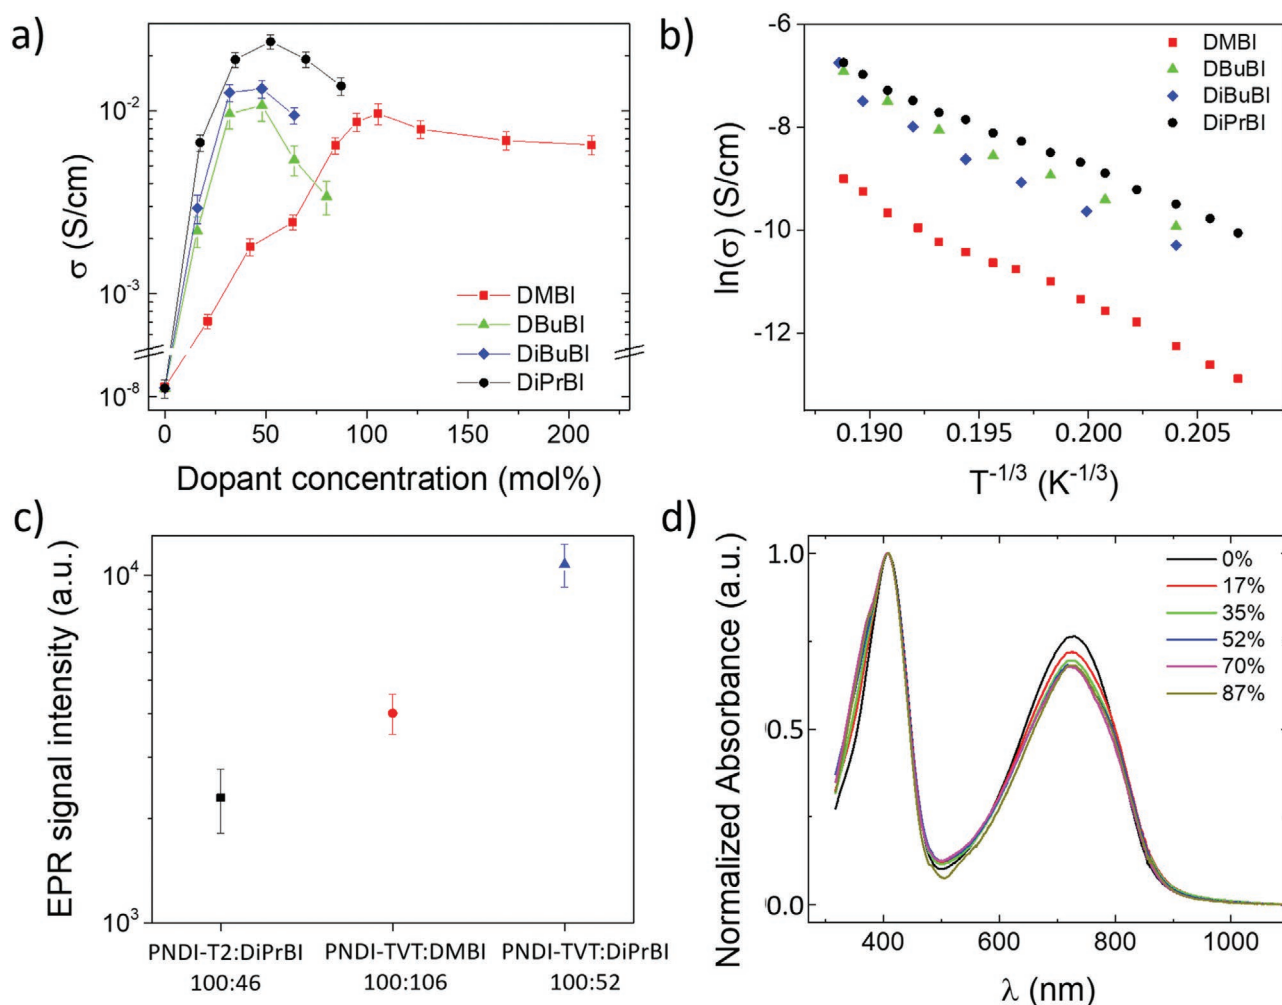 a)
σ (S/cm)
10⁻²
10⁻³
10⁻⁸
DMBI
DBuBI
DiBuBI
DiPrBI
0 50 100 150 200
Dopant concentration (mol%)
b)
ln(σ) (S/cm)
-6
-8
-10
-12
DMBI
DBuBI
DiBuBI
DiPrBI
0.190 0.195 0.200 0.205
T⁻¹/³ (K⁻¹/³)
c)
EPR signal intensity (a.u.)
10⁴
10³
PNDI-T2:DiPrBI PNDI-TVT:DMBI PNDI-TVT:DiPrBI
100:46 100:106 100:52
d)
Normalized Absorbance (a.u.)
1.0
0.5
0.0
0%
17%
35%
52%
70%
87%
400 600 800 1000
λ (nm)